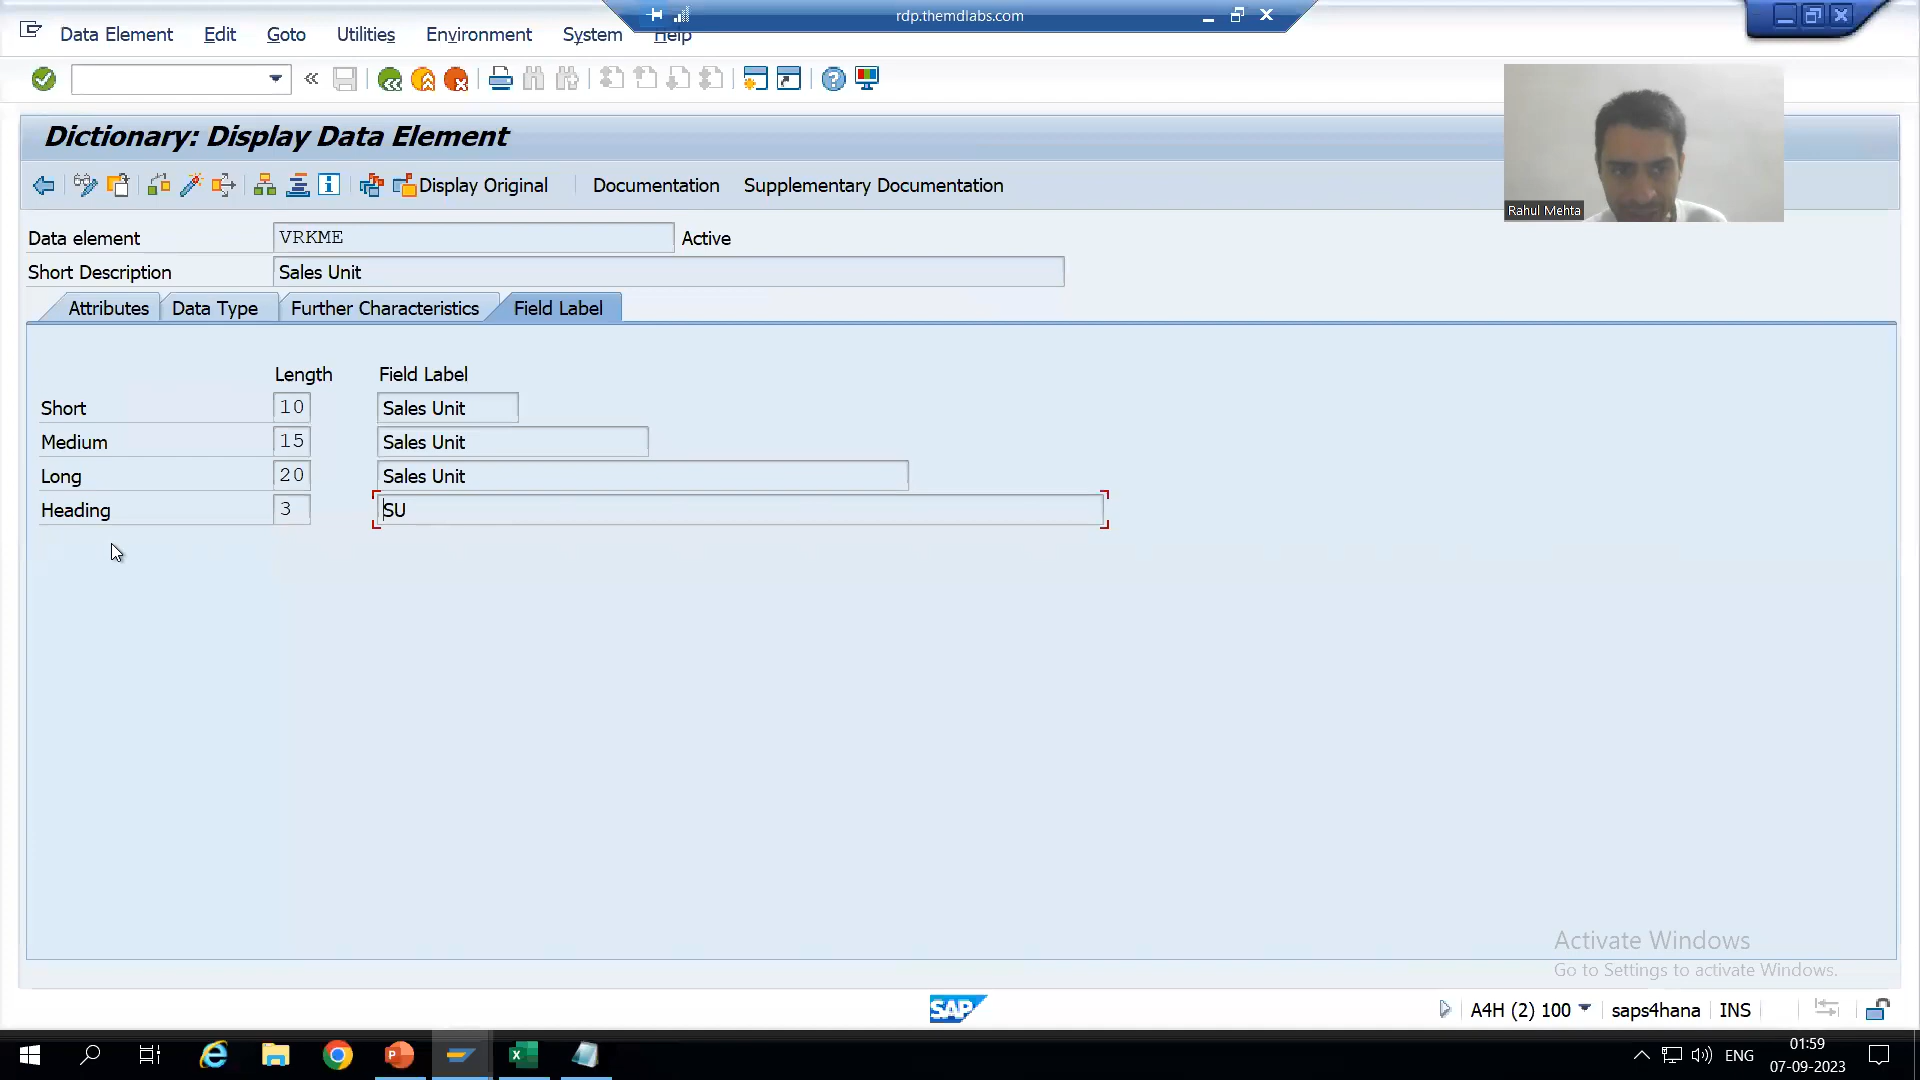 rdp.themdlabs.com
Data Element Edit Goto Utilities Environment System Help
Dictionary: Display Data Element
Display Original Documentation Supplementary Documentation
Rahul Mehta
Data element VRKME Active
Short Description Sales Unit
Attributes Data Type Further Characteristics Field Label
Length Field Label
Short 10 Sales Unit
Medium 15 Sales Unit
Long 20 Sales Unit
Heading 3 SU
Activate Windows
Go to Settings to activate Windows.
SAP A4H (2) 100 saps4hana INS
ENG 01:59
07-09-2023